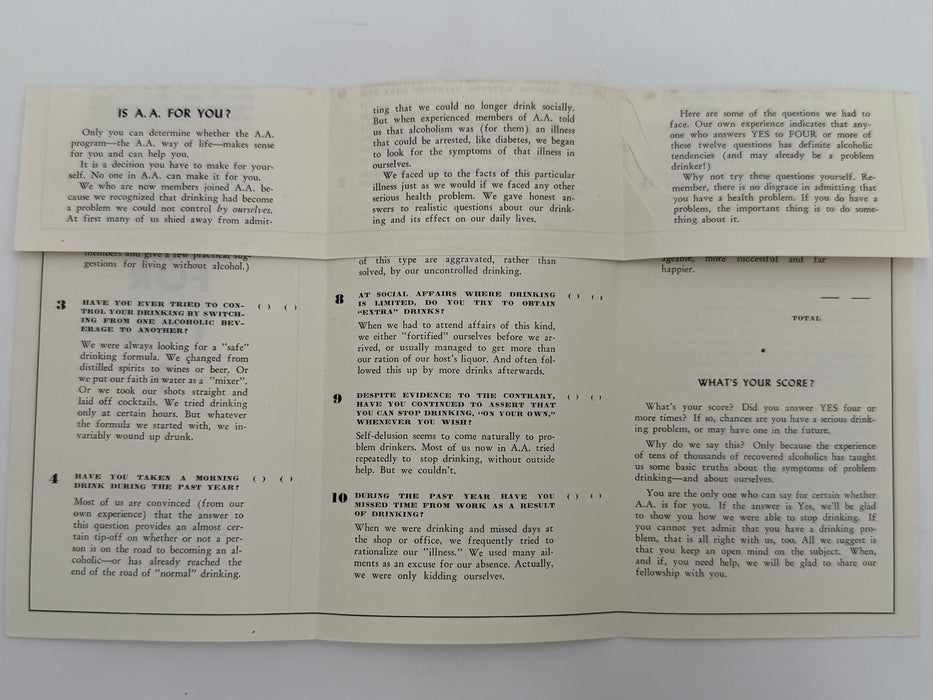 IS A. A. FOR YOU?
Only you can determine whether the A.A.
program—the A.A. way of life—makes sense
for you and can help you.
It is a decision you have to make for your-
self. No one in A.A. can make it for you.
We who are now members joined A.A. be-
cause we recognized that drinking had become
a problem we could not control by ourselves.
At first many of us shied away from admit-
ting that we could no longer drink socially.
But when experienced members of A.A. told
us that alcoholism was (for them) an illness
that could be arrested, like diabetes, we began
to look for the symptoms of that illness in
ourselves.
We faced up to the facts of this particular
illness just as we would if we faced any other
serious health problem. We gave honest an-
swers to realistic questions about our drink-
ing and its effect on our daily lives.
Here are some of the questions we had to
face. Our own experience indicates that any-
one who answers YES to FOUR or more of
these twelve questions has definite alcoholic
tendencies (and may already be a problem
drinker!)
Why not try these questions yourself. Re-
member, there is no disgrace in admitting that
you have a health problem. If you do have a
problem, the important thing is to do some-
thing about it.
members and give a few practical sug-
gestions for living without alcohol.)
3 HAVE YOU EVER TRIED TO CON- ( ) ( )
TROL YOUR DRINKING BY SWITCH-
ING FROM ONE ALCOHOLIC BEV-
ERAGE TO ANOTHER?
We were always looking for a "safe"
drinking formula. We changed from
distilled spirits to wines or beer. Or
we put our faith in water as a "mixer".
Or we took our shots straight and
laid off cocktails. We tried drinking
only at certain hours. But whatever
the formula we started with, we in-
variably wound up drunk.
4 HAVE YOU TAKEN A MORNING ( ) ( )
DRINK DURING THE PAST YEAR?
Most of us are convinced (from our
own experience) that the answer to
this question provides an almost cer-
tain tip-off on whether or not a per-
son is on the road to becoming an al-
coholic—or has already reached the
end of the road of "normal" drinking.
of this type are aggravated, rather than
solved, by our uncontrolled drinking.
8 AT SOCIAL AFFAIRS WHERE DRINKING ( ) ( )
IS LIMITED, DO YOU TRY TO OBTAIN
"EXTRA" DRINKS?
When we had to attend affairs of this kind,
we either "fortified" ourselves before we ar-
rived, or usually managed to get more than
our ration of our host's liquor. And often fol-
lowed this up by more drinks afterwards.
9 DESPITE EVIDENCE TO THE CONTRARY, ( ) ( )
HAVE YOU CONTINUED TO ASSERT THAT
YOU CAN STOP DRINKING, "ON YOUR OWN,"
WHENEVER YOU WISH?
Self-delusion seems to come naturally to pro-
blem drinkers. Most of us now in A.A. tried
repeatedly to stop drinking, without outside
help. But we couldn't.
10 DURING THE PAST YEAR HAVE YOU ( ) ( )
MISSED TIME FROM WORK AS A RESULT
OF DRINKING?
When we were drinking and missed days at
the shop or office, we frequently tried to
rationalize our "illness." We used many ail-
ments as an excuse for our absence. Actually,
we were only kidding ourselves.
ageable, more successful and far
happier.
TOTAL
WHAT'S YOUR SCORE?
What's your score? Did you answer YES four or
more times? If so, chances are you have a serious drink-
ing problem, or may have one in the future.
Why do we say this? Only because the experience
of tens of thousands of recovered alcoholics has taught
us some basic truths about the symptoms of problem
drinking—and about ourselves.
You are the only one who can say for certain whether
A.A. is for you. If the answer is Yes, we'll be glad
to show you how we were able to stop drinking. If
you cannot yet admit that you have a drinking pro-
blem, that is all right with us, too. All we suggest is
that you keep an open mind on the subject. When,
and if, you need help, we will be glad to share our
fellowship with you.